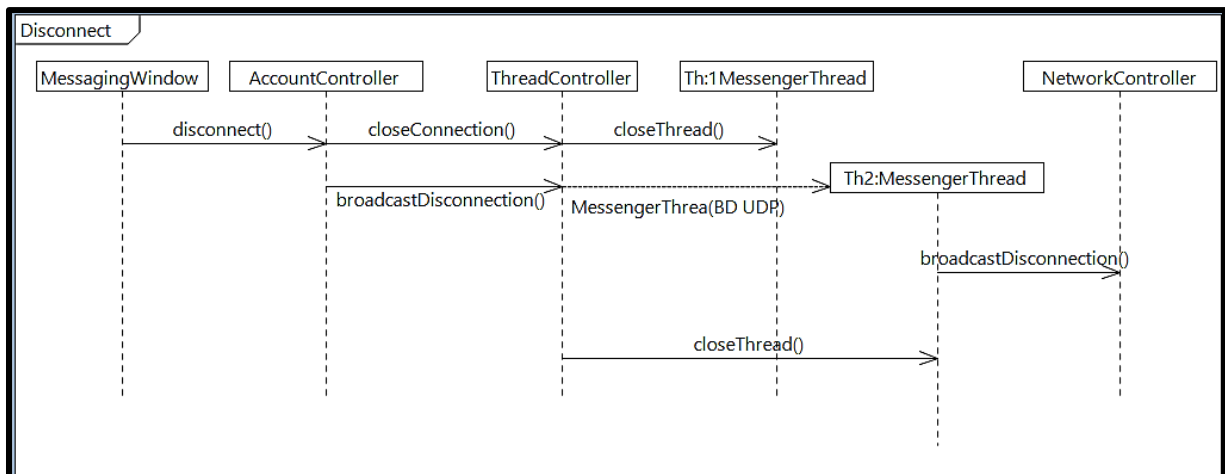 Disconnect
MessagingWindow
AccountController
ThreadController
Th:1MessengerThread
NetworkController
disconnect()
closeConnection()
closeThread()
Th2:MessengerThread
broadcastDisconnection()
MessengerThrea(BD UDP)
broadcastDisconnection()
closeThread()